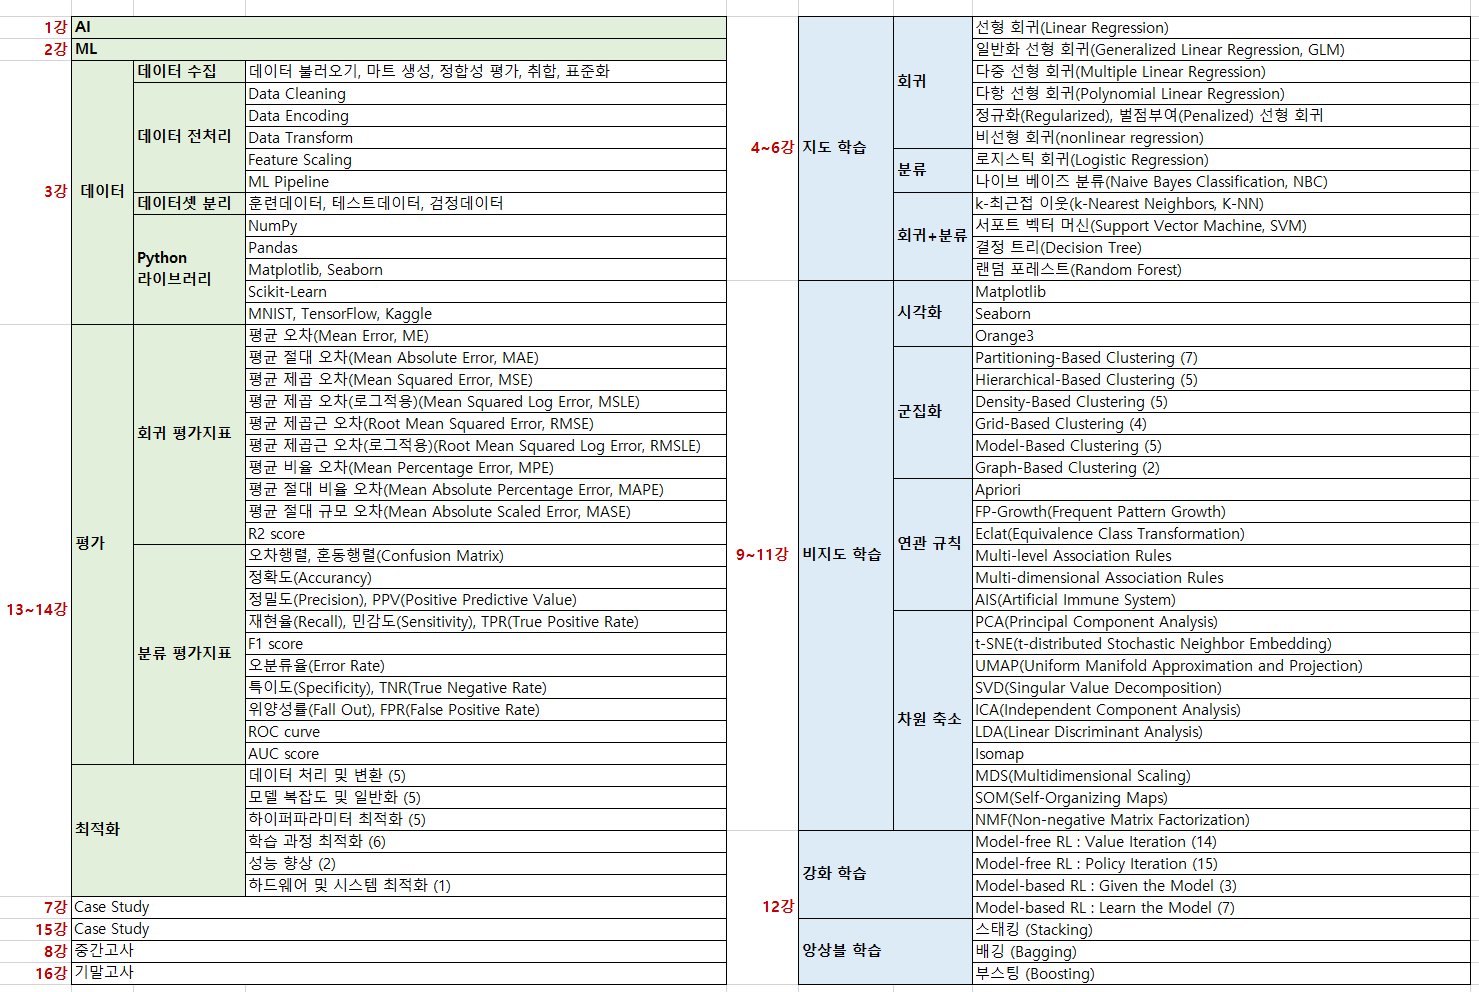 1강 AI
2강 ML
3강 데이터
데이터 수집 데이터 불러오기, 마트 생성, 정합성 평가, 취합, 표준화
데이터 전처리
Data Cleaning
Data Encoding
Data Transform
Feature Scaling
ML Pipeline
데이터셋 분리 훈련데이터, 테스트데이터, 검정데이터
Python
라이브러리
NumPy
Pandas
Matplotlib, Seaborn
Scikit-Learn
MNIST, TensorFlow, Kaggle
13~14강
평가
회귀 평가지표
평균 오차(Mean Error, ME)
평균 절대 오차(Mean Absolute Error, MAE)
평균 제곱 오차(Mean Squared Error, MSE)
평균 제곱 오차(로그적용)(Mean Squared Log Error, MSLE)
평균 제곱근 오차(Root Mean Squared Error, RMSE)
평균 제곱근 오차(로그적용)(Root Mean Squared Log Error, RMSLE)
평균 비율 오차(Mean Percentage Error, MPE)
평균 절대 비율 오차(Mean Absolute Percentage Error, MAPE)
평균 절대 규모 오차(Mean Absolute Scaled Error, MASE)
R2 score
분류 평가지표
오차행렬, 혼동행렬(Confusion Matrix)
정확도(Accurancy)
정밀도(Precision), PPV(Positive Predictive Value)
재현율(Recall), 민감도(Sensitivity), TPR(True Positive Rate)
F1 score
오분류율(Error Rate)
특이도(Specificity), TNR(True Negative Rate)
위양성률(Fall Out), FPR(False Positive Rate)
ROC curve
AUC score
최적화
데이터 처리 및 변환 (5)
모델 복잡도 및 일반화 (5)
하이퍼파라미터 최적화 (5)
학습 과정 최적화 (6)
성능 향상 (2)
하드웨어 및 시스템 최적화 (1)
7강 Case Study
15강 Case Study
8강 중간고사
16강 기말고사
4~6강 지도 학습
회귀
선형 회귀(Linear Regression)
일반화 선형 회귀(Generalized Linear Regression, GLM)
다중 선형 회귀(Multiple Linear Regression)
다항 선형 회귀(Polynomial Linear Regression)
정규화(Regularized), 벌점부여(Penalized) 선형 회귀
비선형 회귀(nonlinear regression)
분류
로지스틱 회귀(Logistic Regression)
나이브 베이즈 분류(Naive Bayes Classification, NBC)
회귀+분류
k-최근접 이웃(k-Nearest Neighbors, K-NN)
서포트 벡터 머신(Support Vector Machine, SVM)
결정 트리(Decision Tree)
랜덤 포레스트(Random Forest)
9~11강 비지도 학습
시각화
Matplotlib
Seaborn
Orange3
군집화
Partitioning-Based Clustering (7)
Hierarchical-Based Clustering (5)
Density-Based Clustering (5)
Grid-Based Clustering (4)
Model-Based Clustering (5)
Graph-Based Clustering (2)
연관 규칙
Apriori
FP-Growth(Frequent Pattern Growth)
Eclat(Equivalence Class Transformation)
Multi-level Association Rules
Multi-dimensional Association Rules
AIS(Artificial Immune System)
차원 축소
PCA(Principal Component Analysis)
t-SNE(t-distributed Stochastic Neighbor Embedding)
UMAP(Uniform Manifold Approximation and Projection)
SVD(Singular Value Decomposition)
ICA(Independent Component Analysis)
LDA(Linear Discriminant Analysis)
Isomap
MDS(Multidimensional Scaling)
SOM(Self-Organizing Maps)
NMF(Non-negative Matrix Factorization)
12강
강화 학습
Model-free RL : Value Iteration (14)
Model-free RL : Policy Iteration (15)
Model-based RL : Given the Model (3)
Model-based RL : Learn the Model (7)
앙상블 학습
스태킹 (Stacking)
배깅 (Bagging)
부스팅 (Boosting)